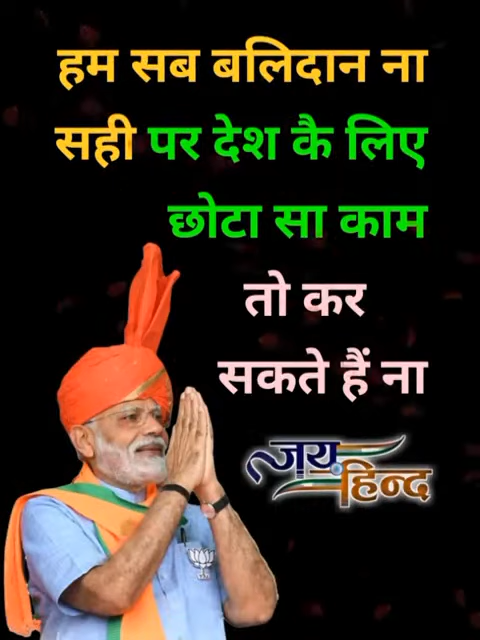 हम सब बलिदान ना
सही पर देश कै लिए
छोटा सा काम
तो कर
सकते हैं ना
जय
हिन्द